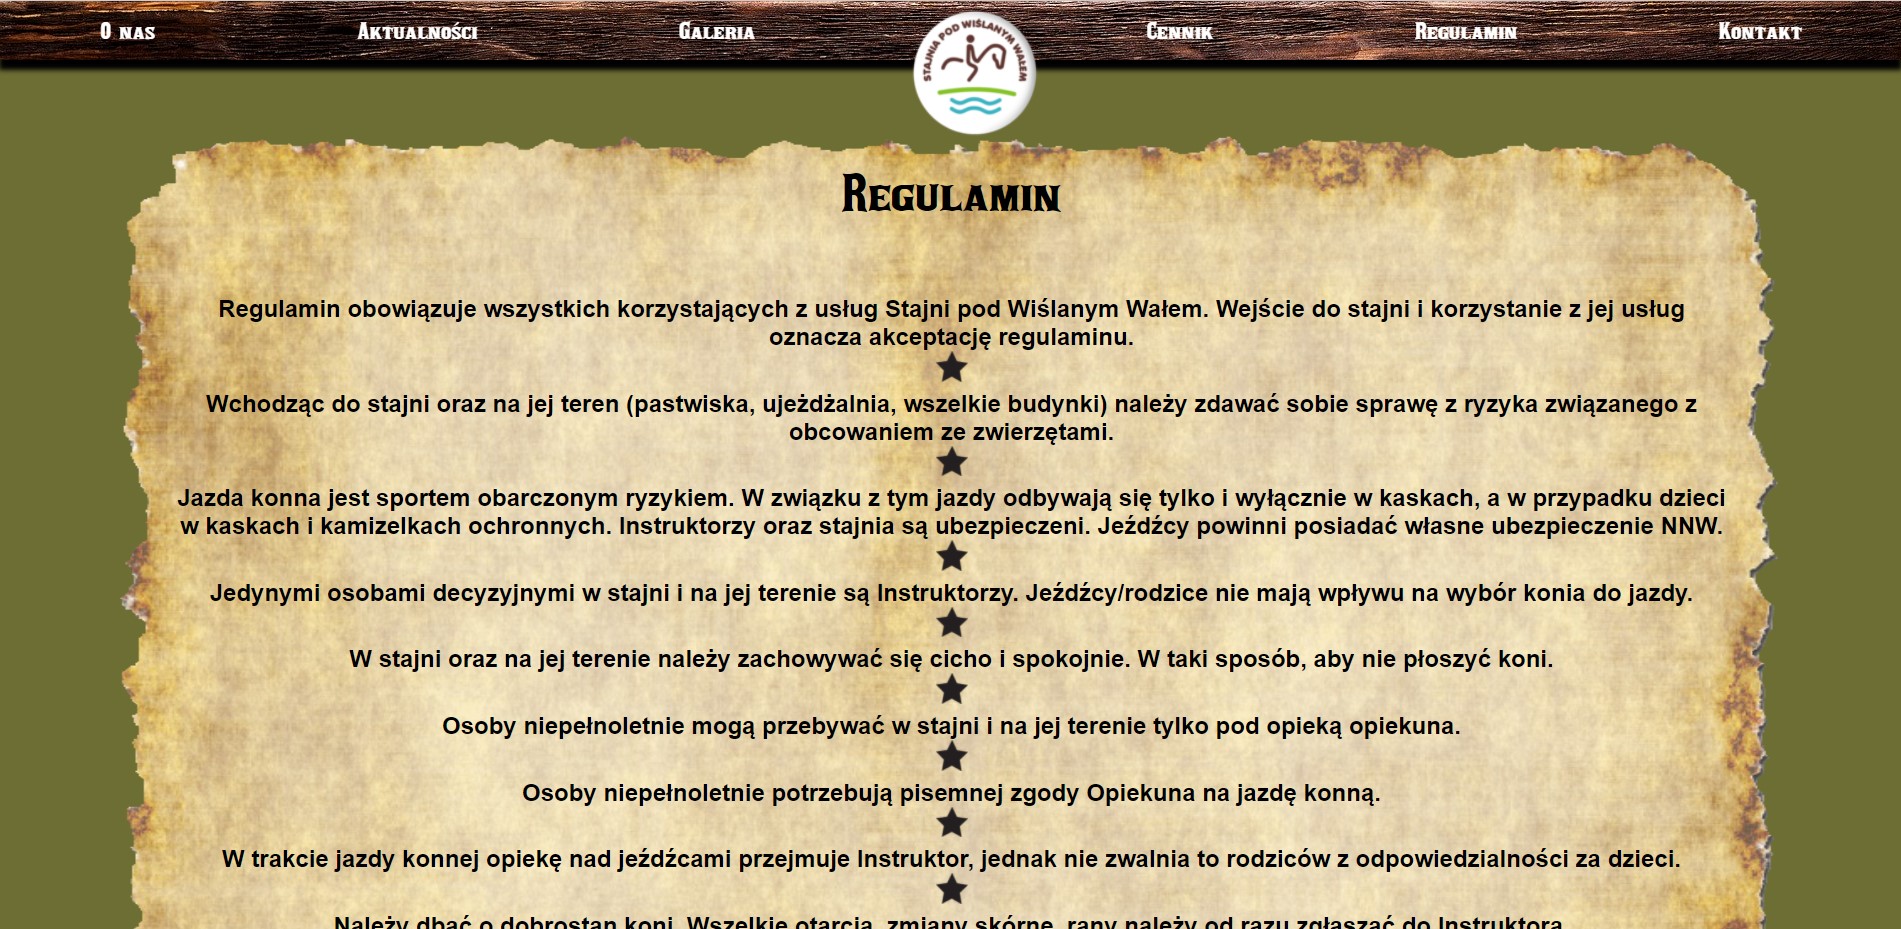 O nas
Aktualności
Galeria
STAJNIA POD WIŚLANYM WAŁEM
Cennik
Regulamin
Kontakt
Regulamin
Regulamin obowiązuje wszystkich korzystających z usług Stajni pod Wiślanym Wałem. Wejście do stajni i korzystanie z jej usług
oznacza akceptację regulaminu.
Wchodząc do stajni oraz na jej teren (pastwiska, ujeżdżalnia, wszelkie budynki) należy zdawać sobie sprawę z ryzyka związanego z
obcowaniem ze zwierzętami.
Jazda konna jest sportem obarczonym ryzykiem. W związku z tym jazdy odbywają się tylko i wyłącznie w kaskach, a w przypadku dzieci
w kaskach i kamizelkach ochronnych. Instruktorzy oraz stajnia są ubezpieczeni. Jeźdźcy powinni posiadać własne ubezpieczenie NNW.
Jedynymi osobami decyzyjnymi w stajni i na jej terenie są Instruktorzy. Jeźdźcy/rodzice nie mają wpływu na wybór konia do jazdy.
W stajni oraz na jej terenie należy zachowywać się cicho i spokojnie. W taki sposób, aby nie płoszyć koni.
Osoby niepełnoletnie mogą przebywać w stajni i na jej terenie tylko pod opieką opiekuna.
Osoby niepełnoletnie potrzebują pisemnej zgody Opiekuna na jazdę konną.
W trakcie jazdy konnej opiekę nad jeźdźcami przejmuje Instruktor, jednak nie zwalnia to rodziców z odpowiedzialności za dzieci.
Należy dbać o dobrostan koni. Wszelkie otarcia, zmiany skórne, rany należy od razu zgłaszać do Instruktora.